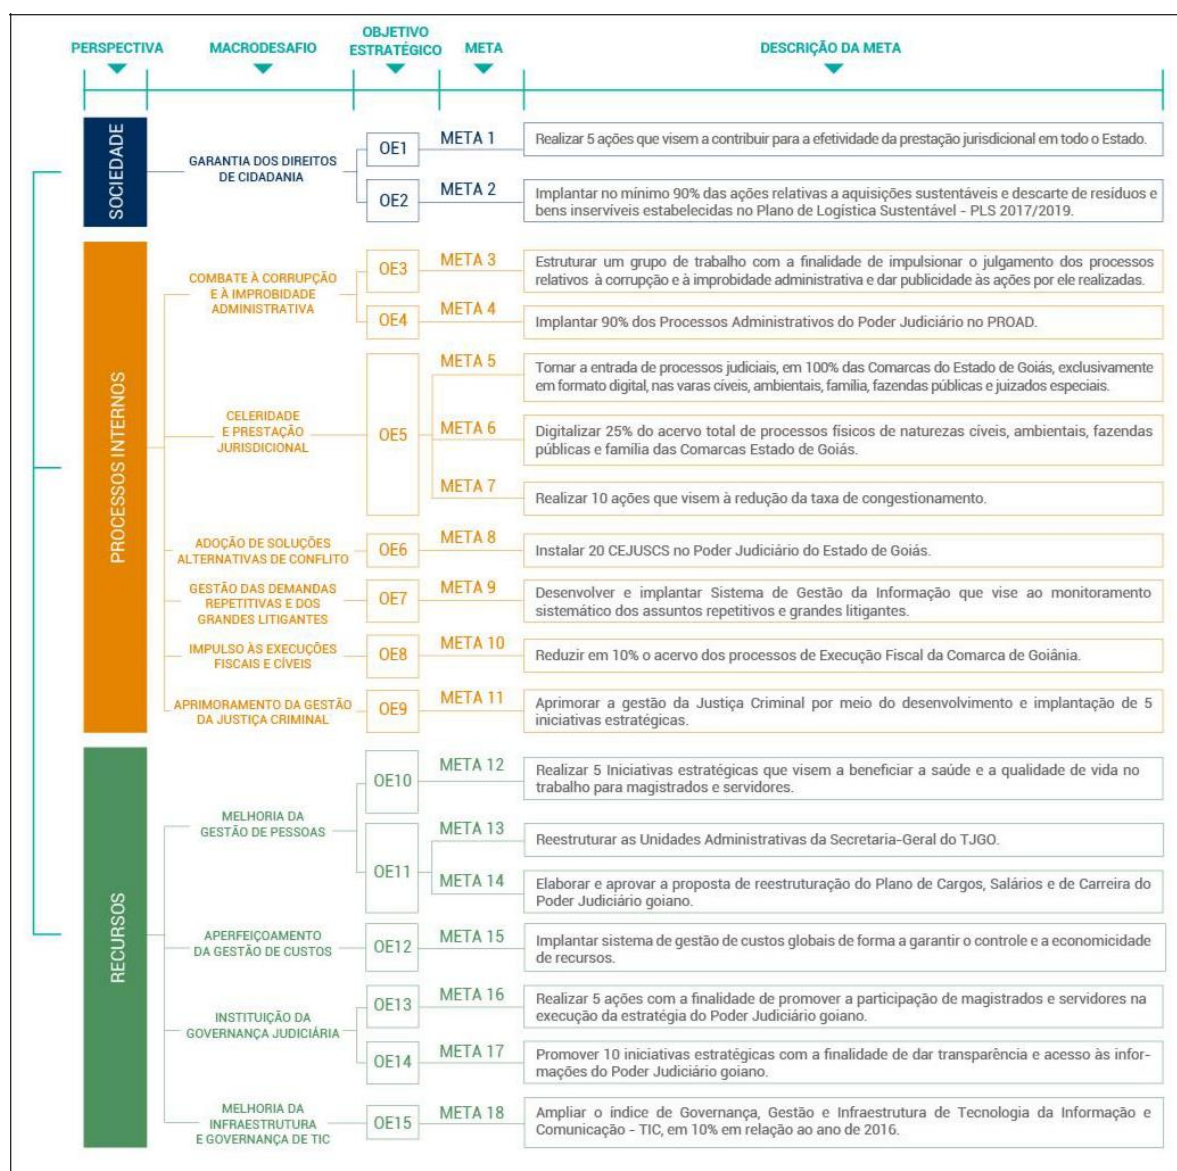 PERSPECTIVA
MACRODESAFIO
OBJETIVO
ESTRATÉGICO
META
DESCRIÇÃO DA META
SOCIEDADE
GARANTIA DOS DIREITOS
DE CIDADANIA
OE1
META 1
Realizar 5 ações que visem a contribuir para a efetividade da prestação jurisdicional em todo o Estado.
OE2
META 2
Implantar no mínimo 90% das ações relativas a aquisições sustentáveis e descarte de resíduos e
bens inservíveis estabelecidas no Plano de Logística Sustentável - PLS 2017/2019.
PROCESSOS INTERNOS
COMBATE À CORRUPÇÃO
E À IMPROBIDADE
ADMINISTRATIVA
OE3
META 3
Estruturar um grupo de trabalho com a finalidade de impulsionar o julgamento dos processos
relativos à corrupção e à improbidade administrativa e dar publicidade às ações por ele realizadas.
OE4
META 4
Implantar 90% dos Processos Administrativos do Poder Judiciário no PROAD.
CELERIDADE
E PRESTAÇÃO
JURISDICIONAL
OE5
META 5
Tornar a entrada de processos judiciais, em 100% das Comarcas do Estado de Goiás, exclusivamente
em formato digital, nas varas cíveis, ambientais, família, fazendas públicas e juizados especiais.
META 6
Digitalizar 25% do acervo total de processos físicos de naturezas cíveis, ambientais, fazendas
públicas e família das Comarcas Estado de Goiás.
META 7
Realizar 10 ações que visem à redução da taxa de congestionamento.
ADOÇÃO DE SOLUÇÕES
ALTERNATIVAS DE CONFLITO
OE6
META 8
Instalar 20 CEJUSCS no Poder Judiciário do Estado de Goiás.
GESTÃO DAS DEMANDAS
REPETITIVAS E DOS
GRANDES LITIGANTES
OE7
META 9
Desenvolver e implantar Sistema de Gestão da Informação que vise ao monitoramento
sistemático dos assuntos repetitivos e grandes litigantes.
IMPULSO ÀS EXECUÇÕES
FISCAIS E CÍVEIS
OE8
META 10
Reduzir em 10% o acervo dos processos de Execução Fiscal da Comarca de Goiânia.
APRIMORAMENTO DA GESTÃO
DA JUSTIÇA CRIMINAL
OE9
META 11
Aprimorar a gestão da Justiça Criminal por meio do desenvolvimento e implantação de 5
iniciativas estratégicas.
RECURSOS
MELHORIA DA
GESTÃO DE PESSOAS
OE10
META 12
Realizar 5 Iniciativas estratégicas que visem a beneficiar a saúde e a qualidade de vida no
trabalho para magistrados e servidores.
OE11
META 13
Reestruturar as Unidades Administrativas da Secretaria-Geral do TJGO.
META 14
Elaborar e aprovar a proposta de reestruturação do Plano de Cargos, Salários e de Carreira do
Poder Judiciário goiano.
APERFEIÇOAMENTO
DA GESTÃO DE CUSTOS
OE12
META 15
Implantar sistema de gestão de custos globais de forma a garantir o controle e a economicidade
de recursos.
INSTITUIÇÃO DA
GOVERNANÇA JUDICIÁRIA
OE13
META 16
Realizar 5 ações com a finalidade de promover a participação de magistrados e servidores na
execução da estratégia do Poder Judiciário goiano.
OE14
META 17
Promover 10 iniciativas estratégicas com a finalidade de dar transparência e acesso às infor-
mações do Poder Judiciário goiano.
MELHORIA DA
INFRAESTRUTURA
E GOVERNANÇA DE TIC
OE15
META 18
Ampliar o índice de Governança, Gestão e Infraestrutura de Tecnologia da Informação e
Comunicação - TIC, em 10% em relação ao ano de 2016.